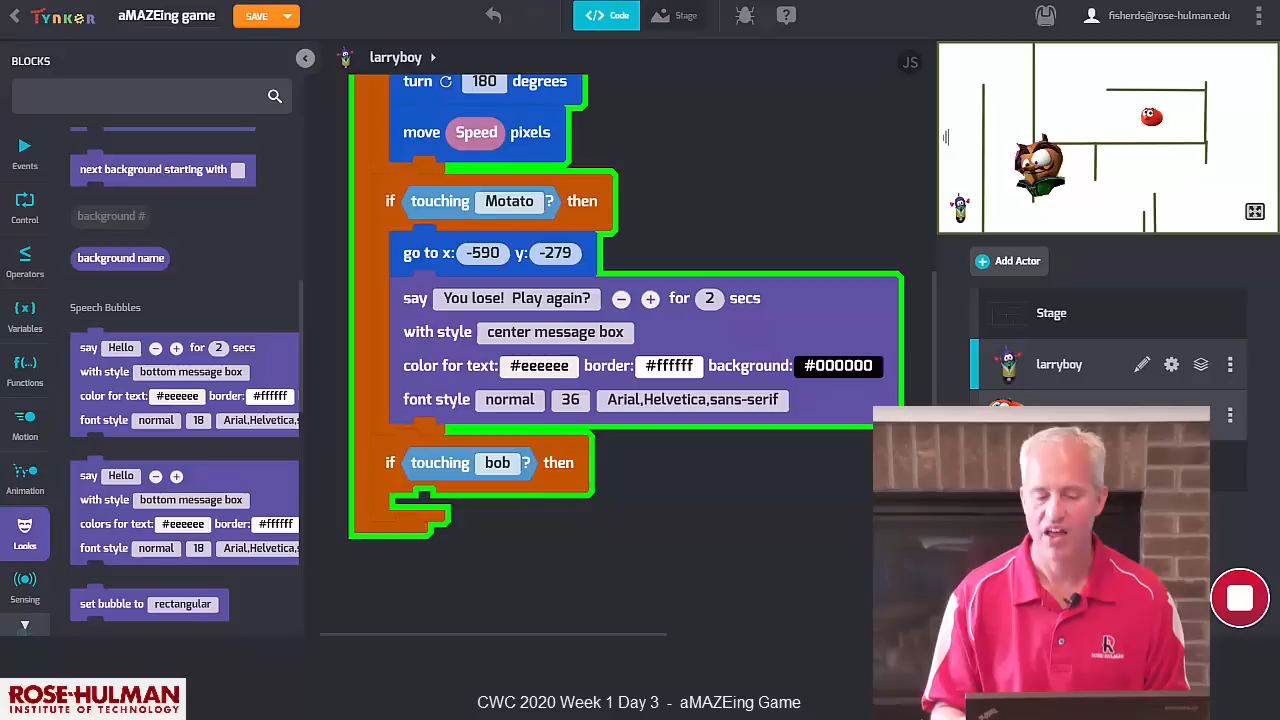 TYNKER
aMAZEing game
SAVE
Code
Stage
fisherds@rose-hulman.edu
BLOCKS
larryboy
JS
Events
Control
Operators
Variables
Functions
Motion
Animation
Looks
Sensing
next background starting with
background #
background name
Speech Bubbles
say Hello − + for 2 secs
with style bottom message box
color for text: #eeeeee border: #ffffff
font style normal 18 Arial,Helvetica,s
say Hello − +
with style bottom message box
colors for text: #eeeeee border: #ffffff
font style normal 18 Arial,Helvetica,s
set bubble to rectangular
turn 180 degrees
move Speed pixels
if touching Motato ? then
go to x: -590 y: -279
say You lose! Play again? − + for 2 secs
with style center message box
color for text: #eeeeee border: #ffffff background: #000000
font style normal 36 Arial,Helvetica,sans-serif
if touching bob ? then
Add Actor
Stage
larryboy
ROSE-HULMAN
ROSE-HULMAN
INSTITUTE OF TECHNOLOGY
CWC 2020 Week 1 Day 3 - aMAZEing Game